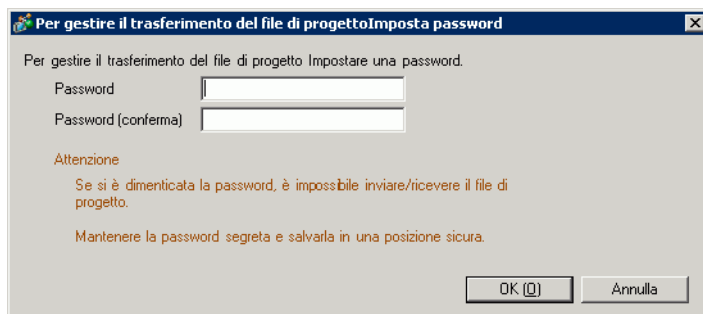 Per gestire il trasferimento del file di progettoImposta password
Per gestire il trasferimento del file di progetto Impostare una password.
Password
Password (conferma)
Attenzione
Se si è dimenticata la password, è impossibile inviare/ricevere il file di
progetto.
Mantenere la password segreta e salvarla in una posizione sicura.
OK (O) Annulla